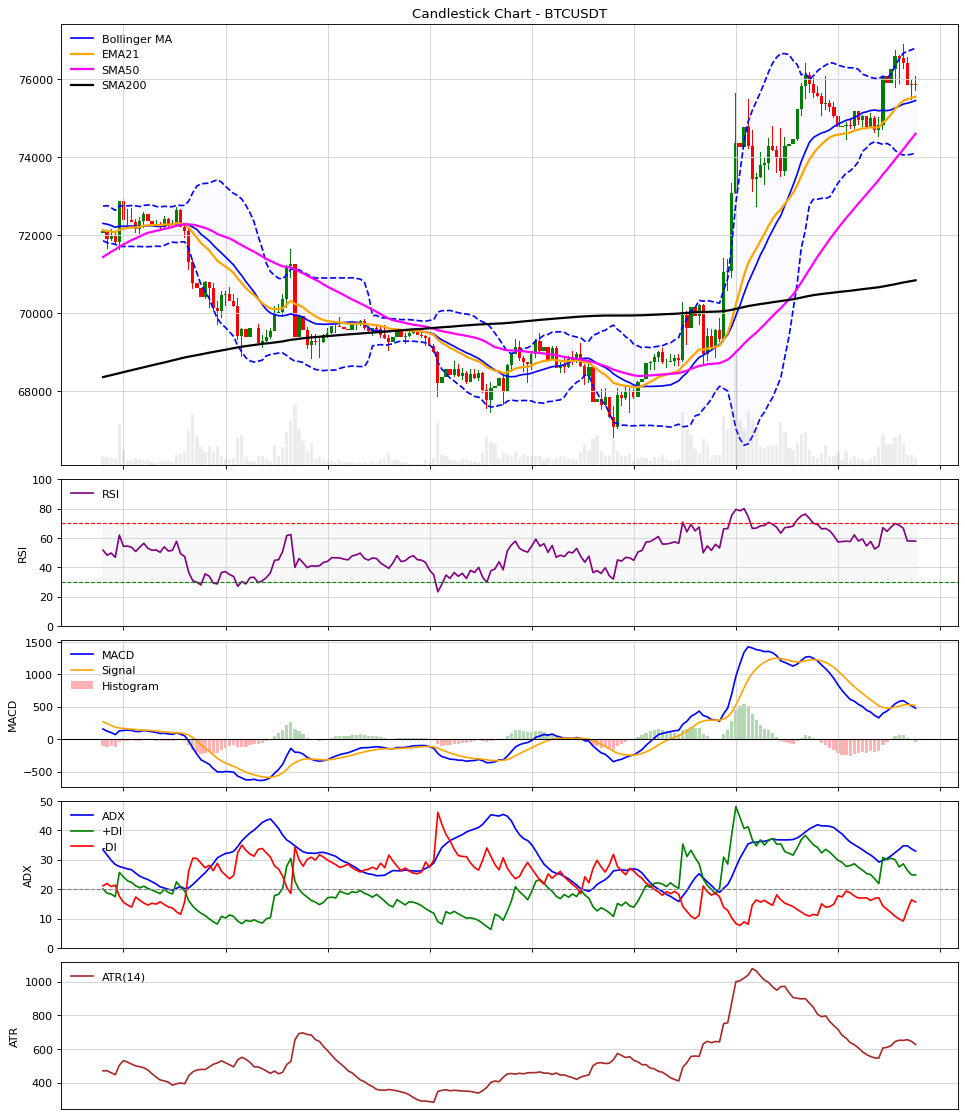 Candlestick Chart - BTCUSDT
Bollinger MA
EMA21
SMA50
SMA200
76000
74000
72000
70000
68000
RSI
RSI
100
80
60
40
20
0
MACD
Signal
Histogram
MACD
1500
1000
500
0
−500
ADX
+DI
-DI
ADX
50
40
30
20
10
0
ATR(14)
ATR
1000
800
600
400